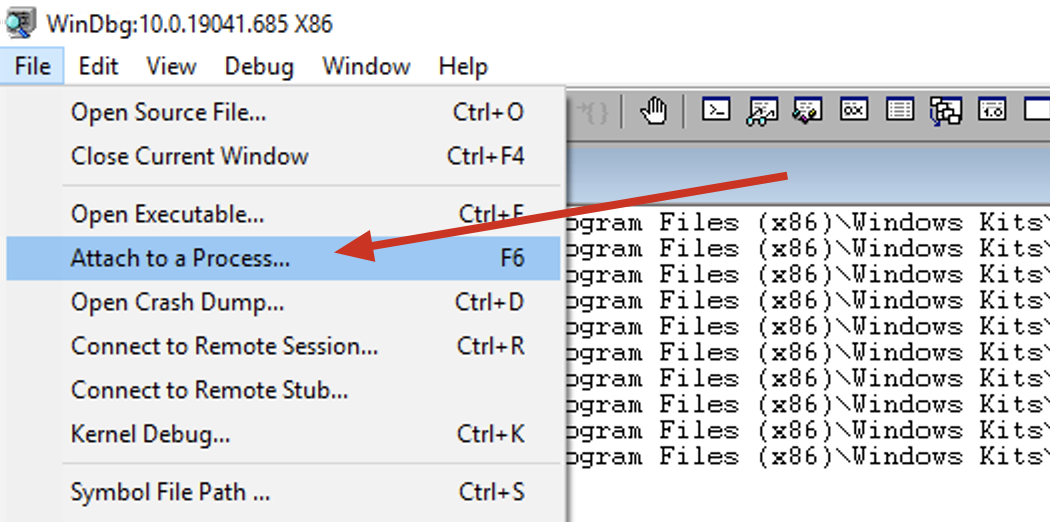 WinDbg:10.0.19041.685 X86
File Edit View Debug Window Help
Open Source File... Ctrl+O
Close Current Window Ctrl+F4
Open Executable... Ctrl+E
Attach to a Process... F6
Open Crash Dump... Ctrl+D
Connect to Remote Session... Ctrl+R
Connect to Remote Stub...
Kernel Debug... Ctrl+K
Symbol File Path ... Ctrl+S
ogram Files (x86)\Windows Kits\
ogram Files (x86)\Windows Kits\
ogram Files (x86)\Windows Kits\
ogram Files (x86)\Windows Kits\
ogram Files (x86)\Windows Kits\
ogram Files (x86)\Windows Kits\
ogram Files (x86)\Windows Kits\
ogram Files (x86)\Windows Kits\
ogram Files (x86)\Windows Kits\
ogram Files (x86)\Windows Kits\